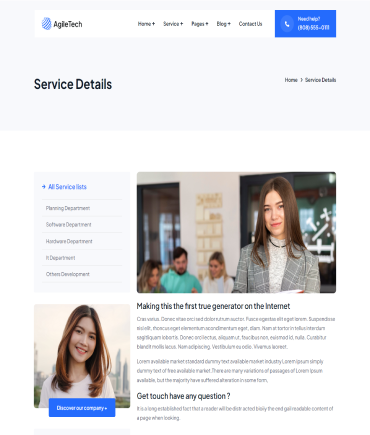 AgileTech
Home + Service + Pages + Blog + Contact Us
Need help?
(808) 555-0111
Service Details
Home > Service Details
All Service lists
Planning Department
Software Department
Hardware Department
It Department
Others Development
Discover our company +
Making this the first true generator on the Internet
Cras varius. Donec vitae orci sed dolor rutrum auctor. Fusce egestas elit eget lorem. Suspendisse
nisl elit, rhoncus eget elementum acondimentum eget, diam. Nam at tortor in tellus interdum
sagittis lobortis. Donec orci lectus, aliquam ut, faucibus non, euismod id, nulla. Curabitur
blandit mollis lacus. Nam adipiscing. Vestibulum eu odio. Vivamus laoreet.
Lorem available market standard dummy text available market industry Lorem Ipsum simply
dummy text of free available market. There are many variations of passages of Lorem Ipsum
available, but the majority have suffered alteration in some form,
Get touch have any question ?
It is a long established fact that a reader will be distracted the readable content of
a page when looking.